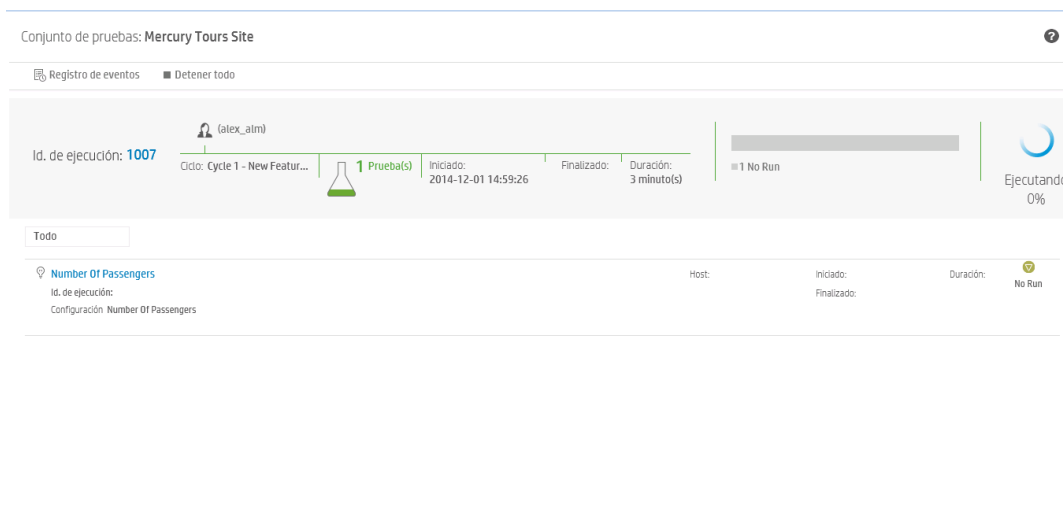 Conjunto de pruebas: Mercury Tours Site
?
Registro de eventos Detener todo
(alex_alm)
Id. de ejecución: 1007
Ciclo: Cycle 1 - New Featur...
1 Prueba(s)
Iniciado:
2014-12-01 14:59:26
Finalizado:
Duración:
3 minuto(s)
1 No Run
Ejecutando
0%
Todo
Number Of Passengers
Host:
Iniciado:
Duración:
No Run
Id. de ejecución:
Finalizado:
Configuración Number Of Passengers